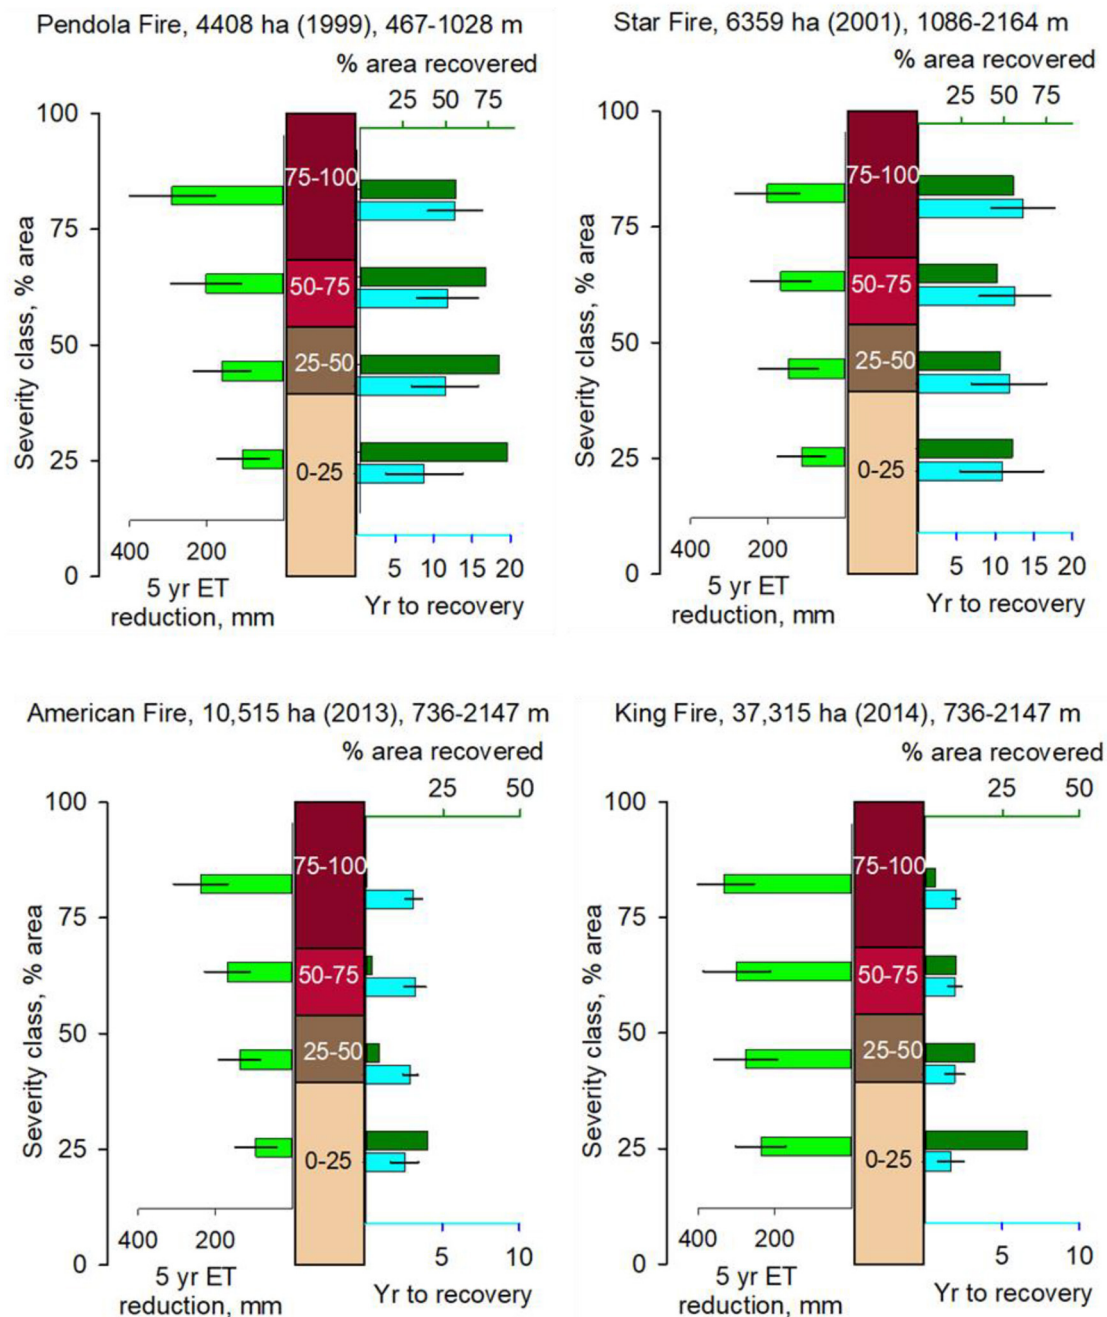 Pendola Fire, 4408 ha (1999), 467-1028 m
% area recovered
25 50 75
100
75
50
25
0
Severity class, % area
75-100
50-75
25-50
0-25
400 200
5 yr ET
reduction, mm
5 10 15 20
Yr to recovery
Star Fire, 6359 ha (2001), 1086-2164 m
% area recovered
25 50 75
100
75
50
25
0
Severity class, % area
75-100
50-75
25-50
0-25
400 200
5 yr ET
reduction, mm
5 10 15 20
Yr to recovery
American Fire, 10,515 ha (2013), 736-2147 m
% area recovered
25 50
100
75
50
25
0
Severity class, % area
75-100
50-75
25-50
0-25
400 200
5 yr ET
reduction, mm
5 10
Yr to recovery
King Fire, 37,315 ha (2014), 736-2147 m
% area recovered
25 50
100
75
50
25
0
Severity class, % area
75-100
50-75
25-50
0-25
400 200
5 yr ET
reduction, mm
5 10
Yr to recovery